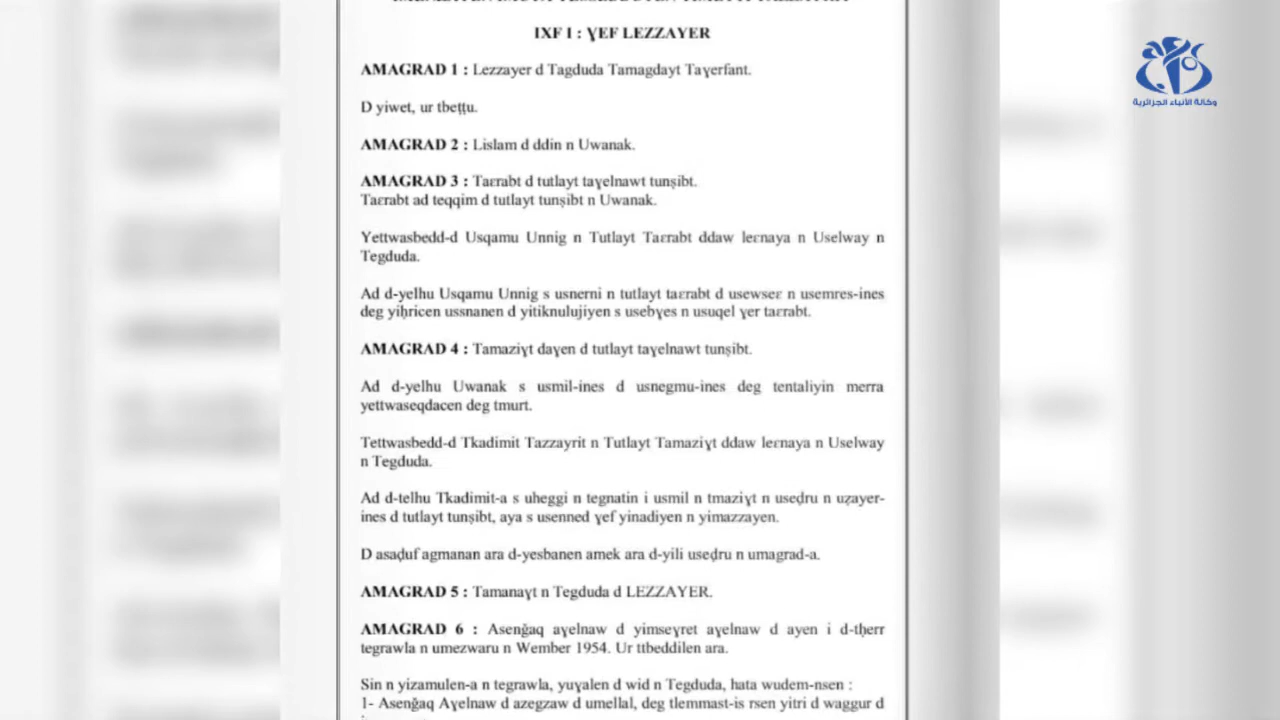 IXF I : ƔEF LEZZAYER
AMAGRAD 1 : Lezzayer d Tagduda Tamagdayt Taɣerfant.
D yiwet, ur tbeṭṭu.
AMAGRAD 2 : Lislam d ddin n Uwanak.
AMAGRAD 3 : Taɛrabt d tutlayt taɣelnawt tunṣibt.
Taɛrabt ad teqqim d tutlayt tunṣibt n Uwanak.
Yettwasbedd-d Usqamu Unnig n Tutlayt Taɛrabt ddaw leɛnaya n Uselway n
Tegduda.
Ad d-yelhu Usqamu Unnig s usnerni n tutlayt taɛrabt d usewseɛ n usemres-ines
deg yiḥricen ussnanen d yitiknulujiyen s usebɣes n usuqel ɣer taɛrabt.
AMAGRAD 4 : Tamaziɣt daɣen d tutlayt taɣelnawt tunṣibt.
Ad d-yelhu Uwanak s usmil-ines d usnegmu-ines deg tentaliyin merra
yettwaseqdacen deg tmurt.
Tettwasbedd-d Tkadimit Tazzayrit n Tutlayt Tamaziɣt ddaw leɛnaya n Uselway
n Tegduda.
Ad d-telhu Tkadimit-a s uheggi n tegnatin i usmil n tmaziɣt n useḍru n uẓayer-
ines d tutlayt tunṣibt, aya s usenned ɣef yinadiyen n yimazzayen.
D asaḍuf agmanan ara d-yesbanen amek ara d-yili useḍru n umagrad-a.
AMAGRAD 5 : Tamanaɣt n Tegduda d LEZZAYER.
AMAGRAD 6 : Asenǧaq aɣelnaw d yimseɣret aɣelnaw d ayen i d-tḥerr
tegrawla n umezwaru n Wember 1954. Ur ttbeddilen ara.
Sin n yizamulen-a n tegrawla, yuɣalen d wid n Tegduda, hata wudem-nsen :
1- Asenǧaq Aɣelnaw d azegzaw d umellal, deg tlemmast-is rsen yitri d waggur d
وكالة الأنباء الجزائرية